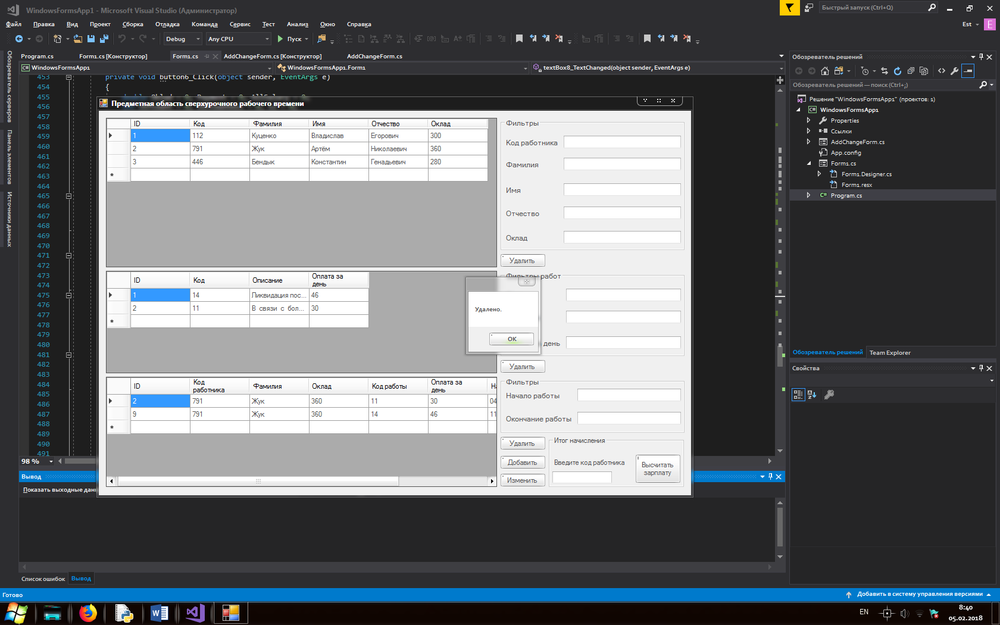 WindowsFormsApp1 - Microsoft Visual Studio (Администратор)
Быстрый запуск (Ctrl+Q)
Файл Правка Вид Проект Сборка Отладка Команда Сервис Тест Анализ Окно Справка
Est E
Debug Any CPU Пуск
Program.cs Form1.cs [Конструктор] Form1.cs AddChangeForm.cs [Конструктор] AddChangeForm.cs
WindowsFormsApp1 WindowsFormsApp1.Form1 textBox8_TextChanged(object sender, EventArgs e)
Обозреватель серверов
Панель элементов
Источники данных
453 private void button6_Click(object sender, EventArgs e)
454 {
455
456
457
458
459
460
461
462
463
464
465
466
467
468
469
470
471
472
473
474
475
476
477
478
479
480
481
482
483
484
485
486
487
488
489
490
491
98 %
Предметная область сверхурочного рабочего времени
ID Код Фамилия Имя Отчество Оклад
1 112 Куценко Владислав Егорович 300
2 791 Жук Артём Николаевич 360
3 446 Бендык Константин Генадьевич 280
*
Фильтры
Код работника
Фамилия
Имя
Отчество
Оклад
Удалить
ID Код Описание Оплата за день
1 14 Ликвидация пос... 46
2 11 В связи с бол... 30
*
Фильтры работ
день
Удалить
Удалено.
OK
ID Код работника Фамилия Оклад Код работы Оплата за день На
2 791 Жук 360 11 30 04
9 791 Жук 360 14 46 11
*
Фильтры
Начало работы
Окончание работы
Удалить
Добавить
Изменить
Итог начисления
Введите код работника
Высчитать
зарплату
Вывод
Показать выходные дан
Список ошибок Вывод
Обозреватель решений
Обозреватель решений — поиск (Ctrl+;)
Решение "WindowsFormsApp1" (проектов: 1)
WindowsFormsApp1
Properties
Ссылки
AddChangeForm.cs
App.config
Form1.cs
Form1.Designer.cs
Form1.resx
Program.cs
Обозреватель решений Team Explorer
Свойства
Готово
Добавить в систему управления версиями
EN
8:40
05.02.2018